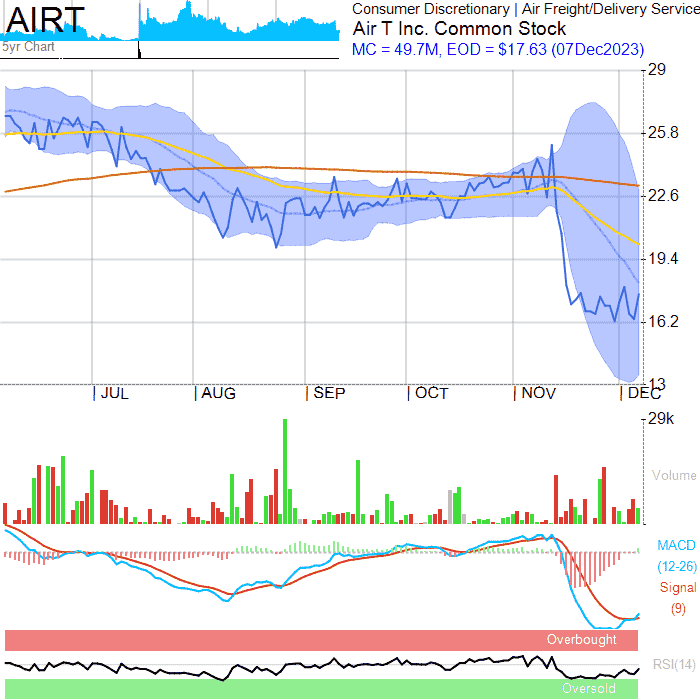 AIRT
5yr Chart
Consumer Discretionary | Air Freight/Delivery Service
Air T Inc. Common Stock
MC = 49.7M, EOD = $17.63 (07Dec2023)
29
25.8
22.6
19.4
16.2
13
| JUL | AUG | SEP | OCT | NOV | DEC
29k
Volume
MACD
(12-26)
Signal
(9)
Overbought
RSI(14)
Oversold